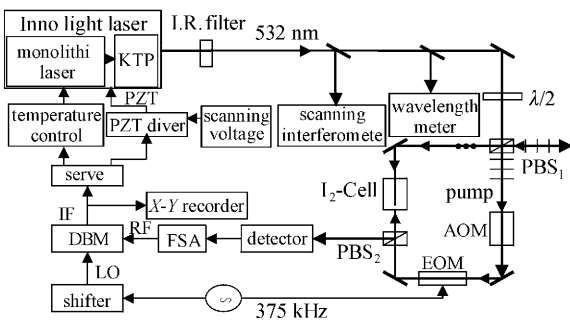 Inno light laser
I.R. filter
532 nm
monolithi
laser
KTP
PZT
λ/2
temperature
control
PZT diver
scanning
voltage
scanning
interferomete
wavelength
meter
PBS₁
serve
I₂-Cell
pump
IF
X-Y recorder
AOM
DBM
RF
FSA
detector
PBS₂
EOM
LO
shifter
~
375 kHz